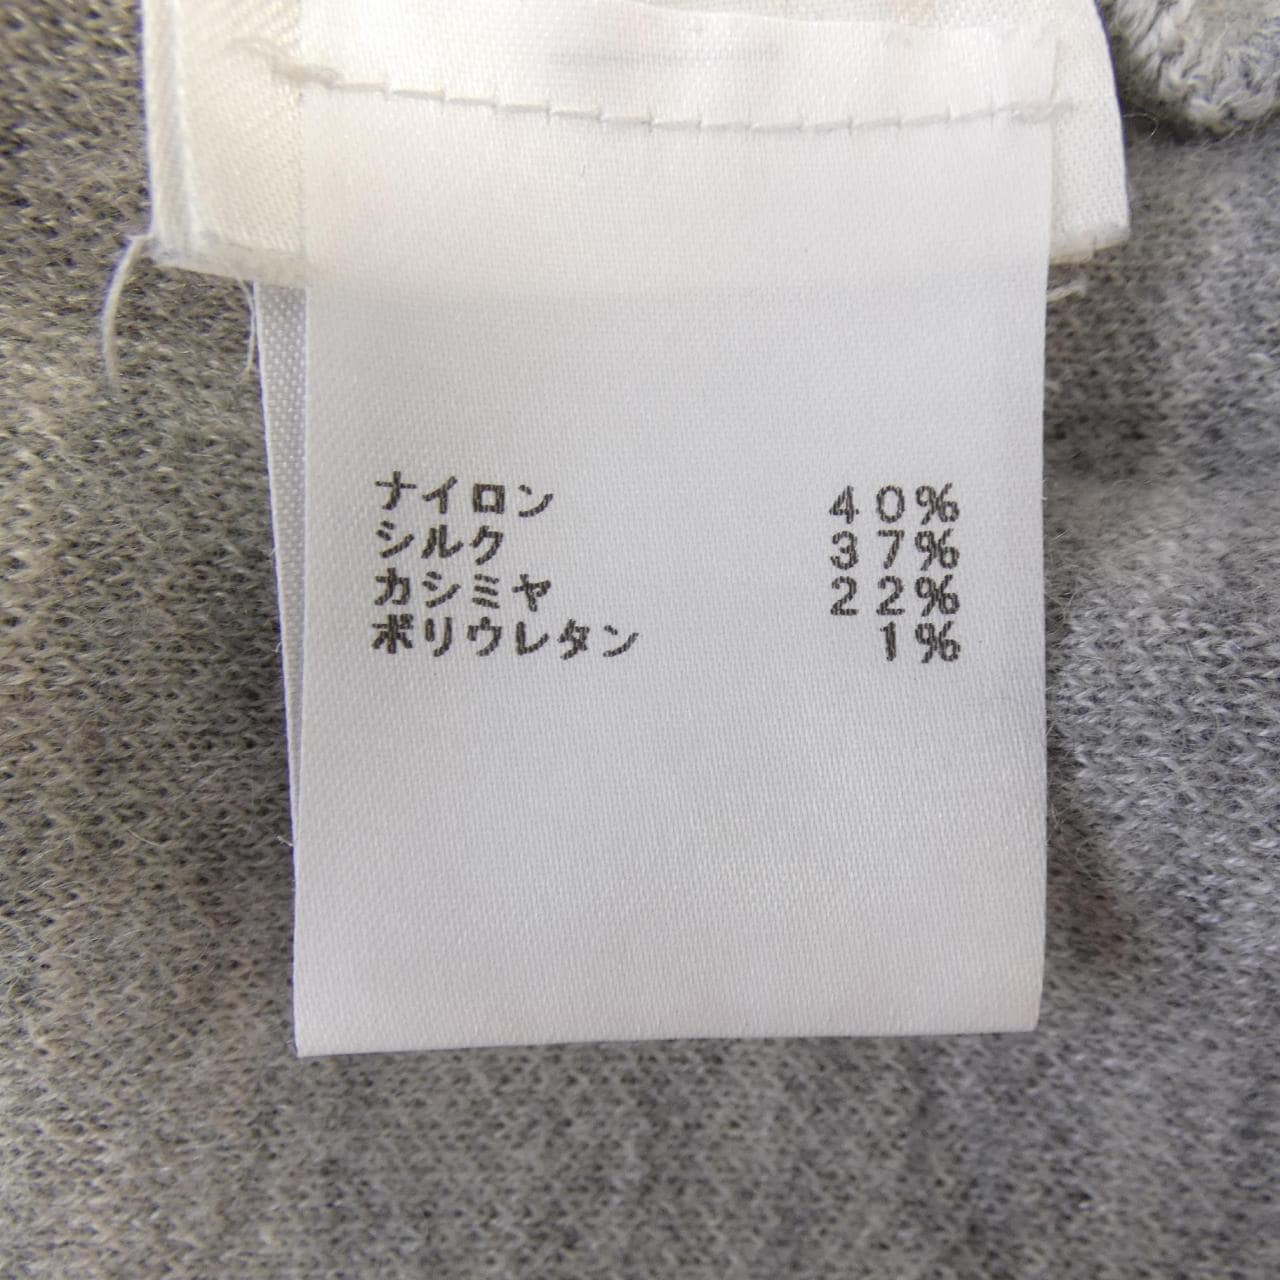 ナイロン 40%
シルク 37%
カシミヤ 22%
ポリウレタン 1%